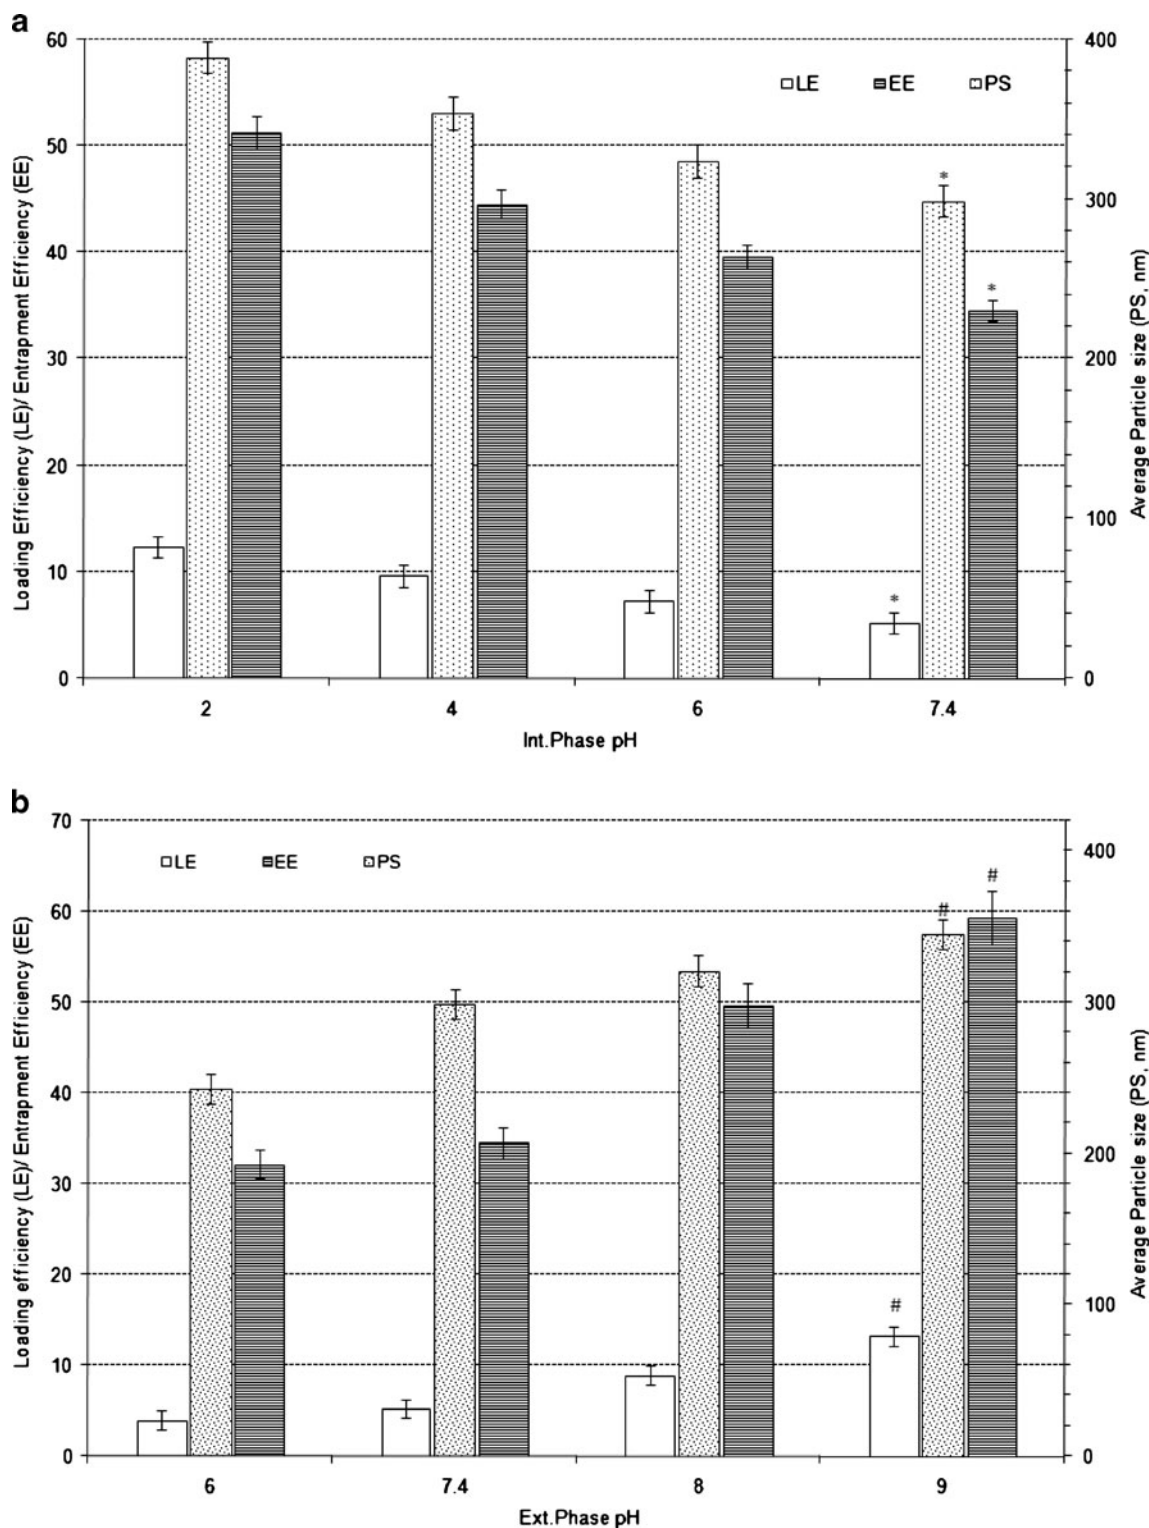 a
60
50
40
30
20
10
0
Loading Efficiency (LE)/ Entrapment Efficiency (EE)
LE EE PS
*
*
*
400
300
200
100
0
Average Particle size (PS, nm)
2 4 6 7.4
Int.Phase pH
b
70
60
50
40
30
20
10
0
Loading efficiency (LE)/ Entrapment Efficiency (EE)
LE EE PS
#
#
#
400
300
200
100
0
Average Particle size (PS, nm)
6 7.4 8 9
Ext.Phase pH